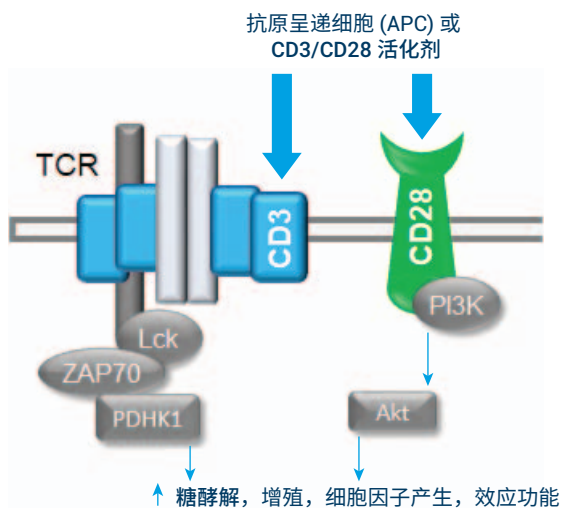 抗原呈递细胞 (APC) 或
CD3/CD28 活化剂
TCR
CD3
CD28
PI3K
Lck
ZAP70
PDHK1
Akt
↑ 糖酵解，增殖，细胞因子产生，效应功能